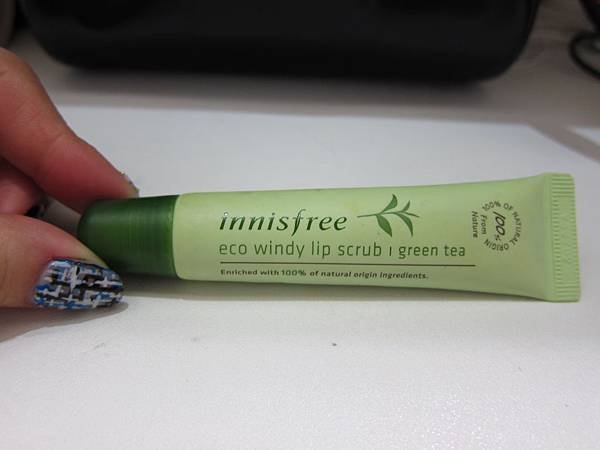 innisfree
eco windy lip scrub | green tea
Enriched with 100% of natural origin ingredients.
100% OF NATURAL ORIGIN
100%
From Nature